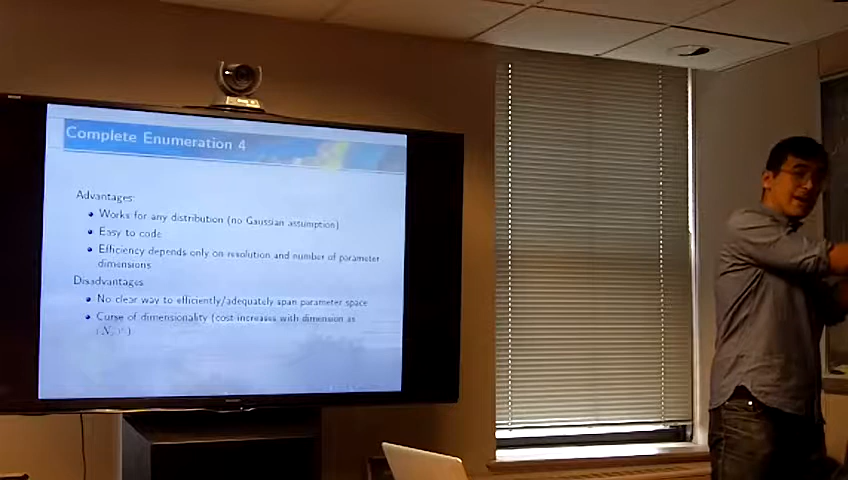 Complete Enumeration 4
Advantages:
Works for any distribution (no Gaussian assumption)
Easy to code
Efficiency depends only on resolution and number of parameter
dimensions
Disadvantages
No clear way to efficiently/adequately span parameter space
Curse of dimensionality (cost increases with dimension as